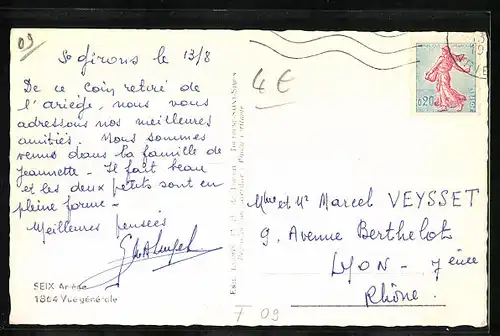 09
St Girons le 13/8
De ce coin retiré de
l'ariège, nous vous
adressons nos meilleures
amitiés. Nous sommes
venus dans la famille de
Jeannette - Il fait beau
et les deux petits sont en
pleine forme -
Meilleures pensées
SEIX Ariège
1864 Vue générale
4 €
0,20
Mme et Mr Marcel VEYSSET
9, Avenue Berthelot
LYON - 7ème
Rhône.
7 09